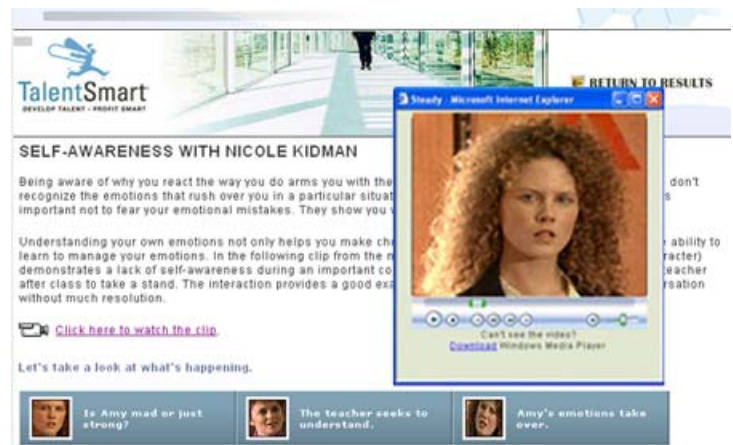 TalentSmart
DEVELOP TALENT - PROFIT SMART
RETURN TO RESULTS
Steady - Microsoft Internet Explorer
SELF-AWARENESS WITH NICOLE KIDMAN
Being aware of why you react the way you do arms you with the don't
recognize the emotions that rush over you in a particular situat s
important not to fear your emotional mistakes. They show you
Understanding your own emotions not only helps you make ch e ability to
learn to manage your emotions. In the following clip from the m racter)
demonstrates a lack of self-awareness during an important co teacher
after class to take a stand. The interaction provides a good exa rsation
without much resolution.
Can't see the video?
Download Windows Media Player
Click here to watch the clip.
Let's take a look at what's happening.
Is Amy mad or just
strong?
The teacher seeks to
understand.
Amy's emotions take
over.